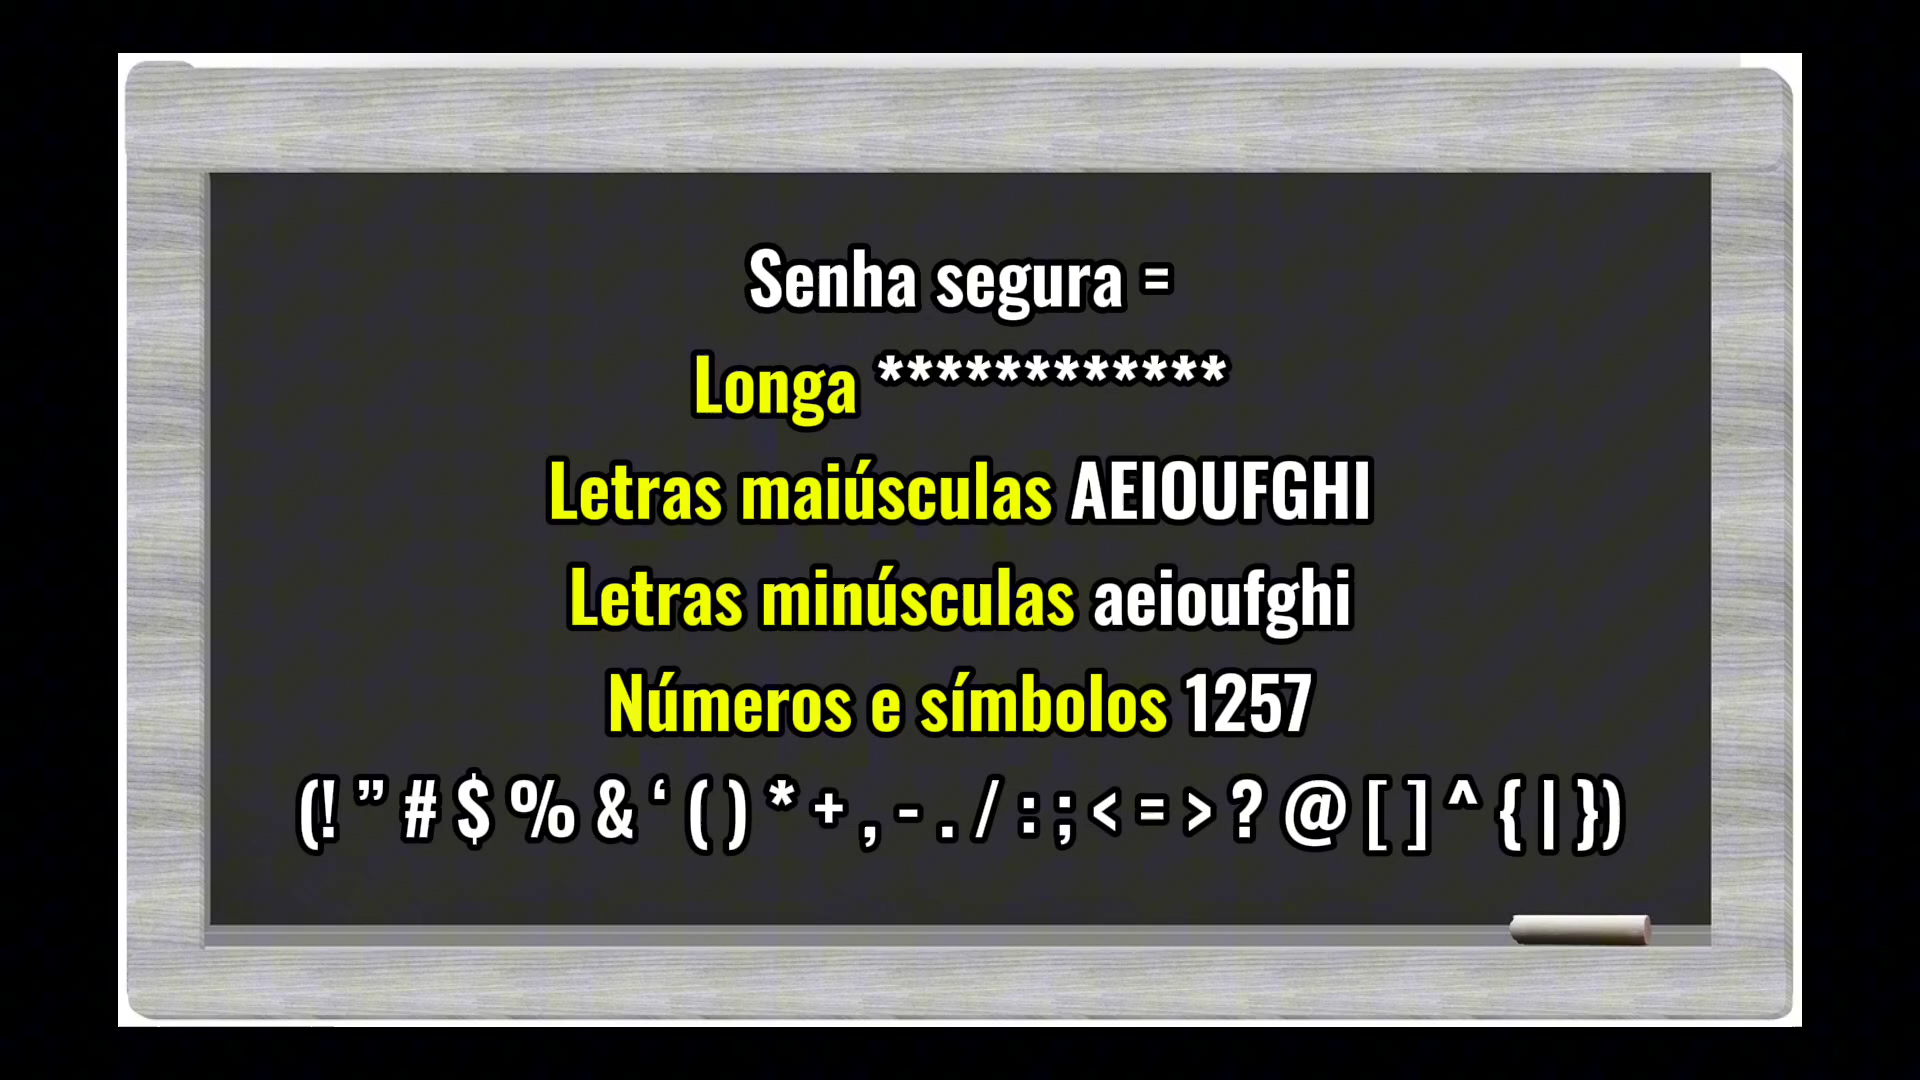 Senha segura =
Longa ************
Letras maiúsculas AEIOUFGHI
Letras minúsculas aeioufghi
Números e símbolos 1257
(! ” # $ % & ‘ ( ) * + , - . / : ; < = > ? @ [ ] ^ { | })